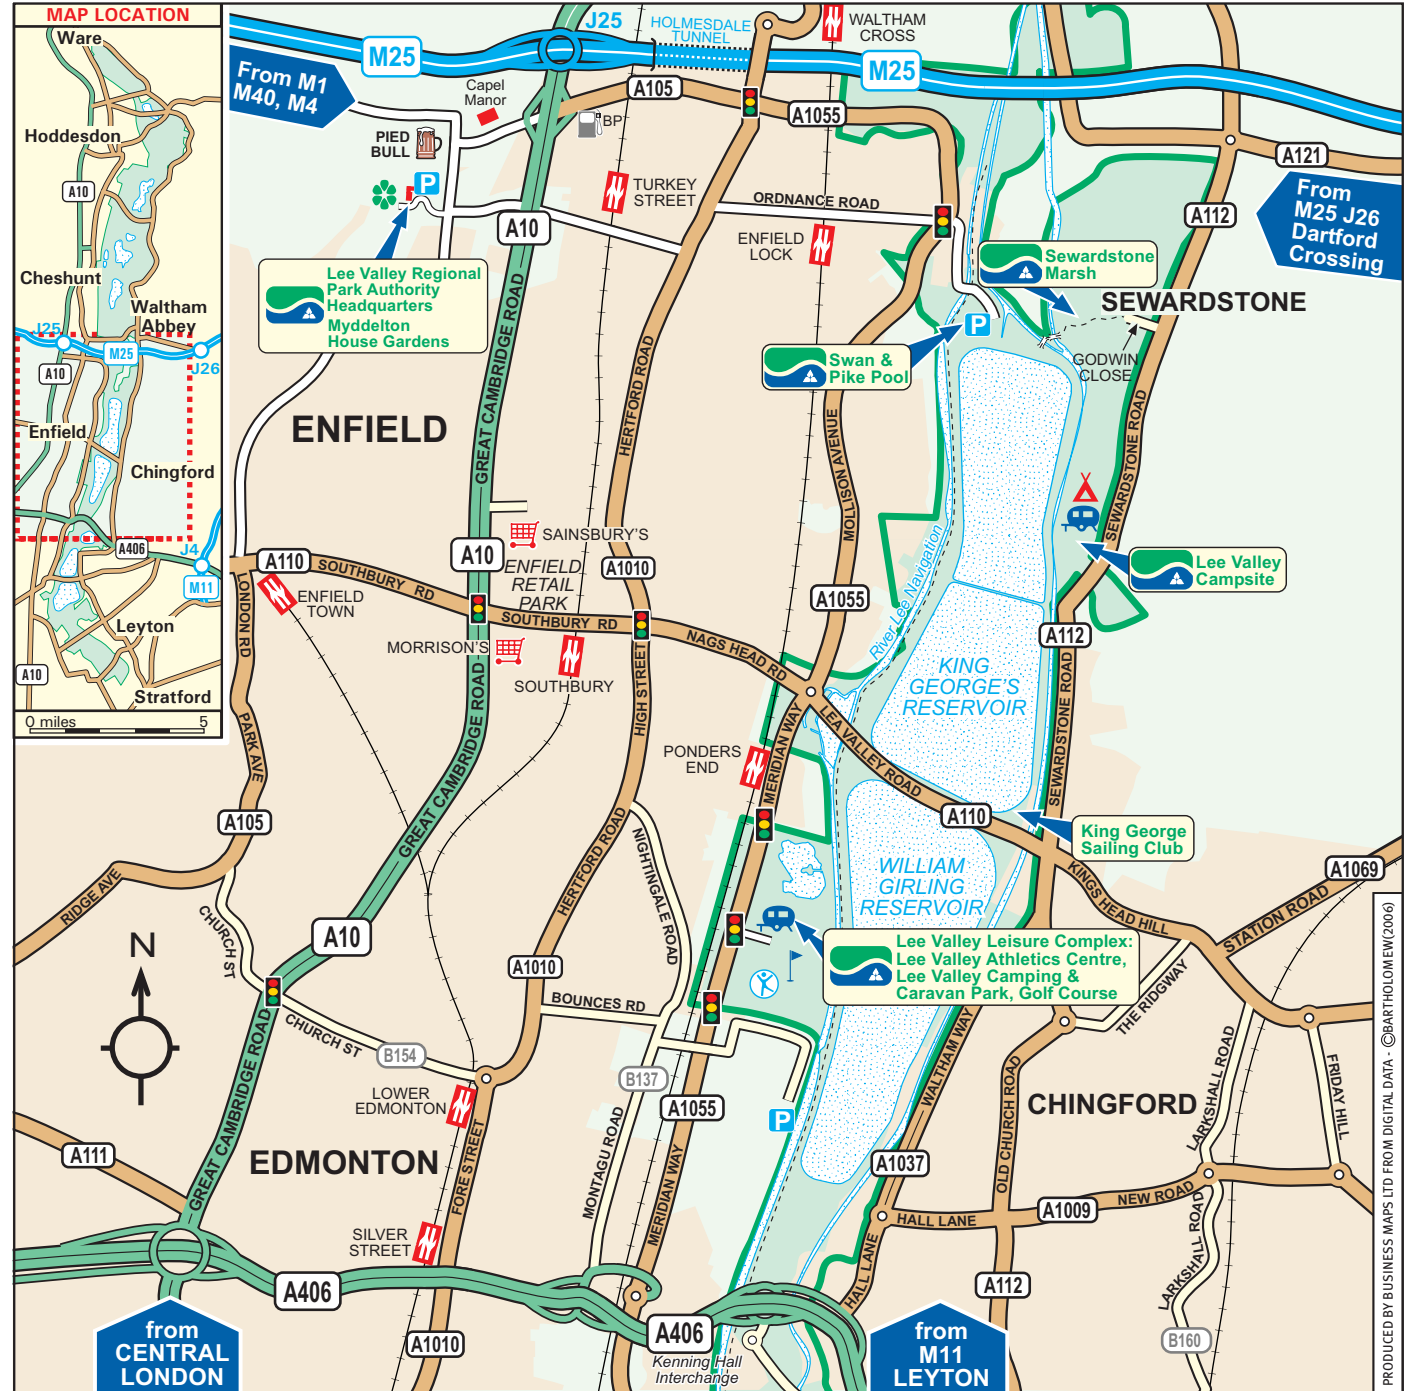 MAP LOCATION
Ware
Hoddesdon
A10
Cheshunt
Waltham
Abbey
J25
M25
J26
A10
Enfield
Chingford
A406
J4
M11
Leyton
A10
Stratford
0 miles
5
From M1
M40, M4
M25
J25
HOLMESDALE
TUNNEL
WALTHAM
CROSS
M25
Capel
Manor
A105
BP
A1055
PIED
BULL
P
TURKEY
STREET
ORDNANCE ROAD
A121
From
M25 J26
Dartford
Crossing
A112
A10
ENFIELD
LOCK
Sewardstone
Marsh
SEWARDSTONE
Lee Valley Regional
Park Authority
Headquarters
Myddelton
House Gardens
P
Swan &
Pike Pool
GODWIN
CLOSE
ENFIELD
GREAT CAMBRIDGE ROAD
HERTFORD ROAD
MOLLISON AVENUE
SEWARDSTONE ROAD
SAINSBURY'S
A10
ENFIELD
RETAIL
PARK
A1010
A110
SOUTHBURY RD
ENFIELD
TOWN
LONDON RD
River Lee Navigation
Lee Valley
Campsite
A1055
SOUTHBURY RD
NAGS HEAD RD
A112
MORRISON'S
SOUTHBURY
HIGH STREET
KING
GEORGE'S
RESERVOIR
SEWARDSTONE ROAD
PARK AVE
GREAT CAMBRIDGE ROAD
PONDERS
END
MERIDIAN WAY
LEA VALLEY ROAD
A105
A110
King George
Sailing Club
RIDGE AVE
HERTFORD ROAD
NIGHTINGALE ROAD
WILLIAM
GIRLING
RESERVOIR
KINGS HEAD HILL
A1069
STATION ROAD
CHURCH ST
A10
N
A1010
Lee Valley Leisure Complex:
Lee Valley Athletics Centre,
Lee Valley Camping &
Caravan Park, Golf Course
THE RIDGWAY
BOUNCES RD
CHURCH ST
B154
GREAT CAMBRIDGE ROAD
LOWER
EDMONTON
B137
A1055
P
WALTHAM WAY
OLD CHURCH ROAD
CHINGFORD
LARKSHALL ROAD
FRIDAY HILL
A111
EDMONTON
FORE STREET
MONTAGU ROAD
MERIDIAN WAY
A1037
HALL LANE
A1009
NEW ROAD
SILVER
STREET
HALL LANE
LARKSHALL ROAD
A406
A112
A406
A1010
Kenning Hall
Interchange
B160
from
CENTRAL
LONDON
from
M11
LEYTON
PRODUCED BY BUSINESS MAPS LTD FROM DIGITAL DATA - ©BARTHOLOMEW(2006)